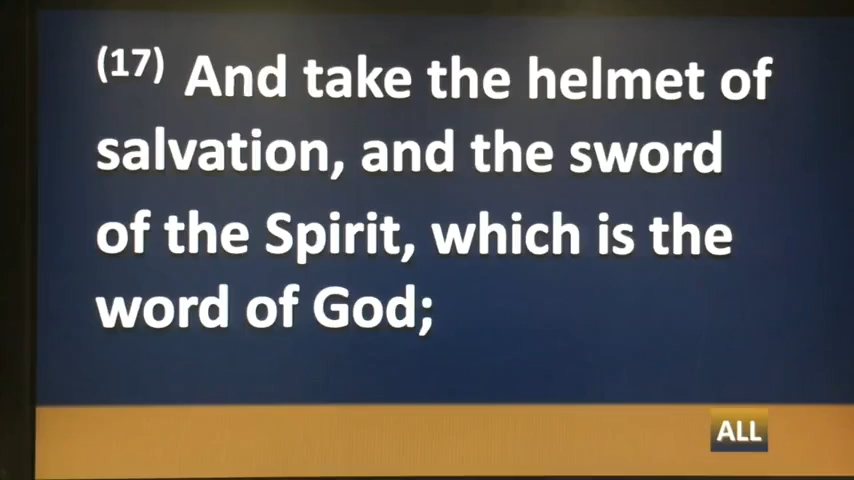 (17) And take the helmet of
salvation, and the sword
of the Spirit, which is the
word of God;
ALL